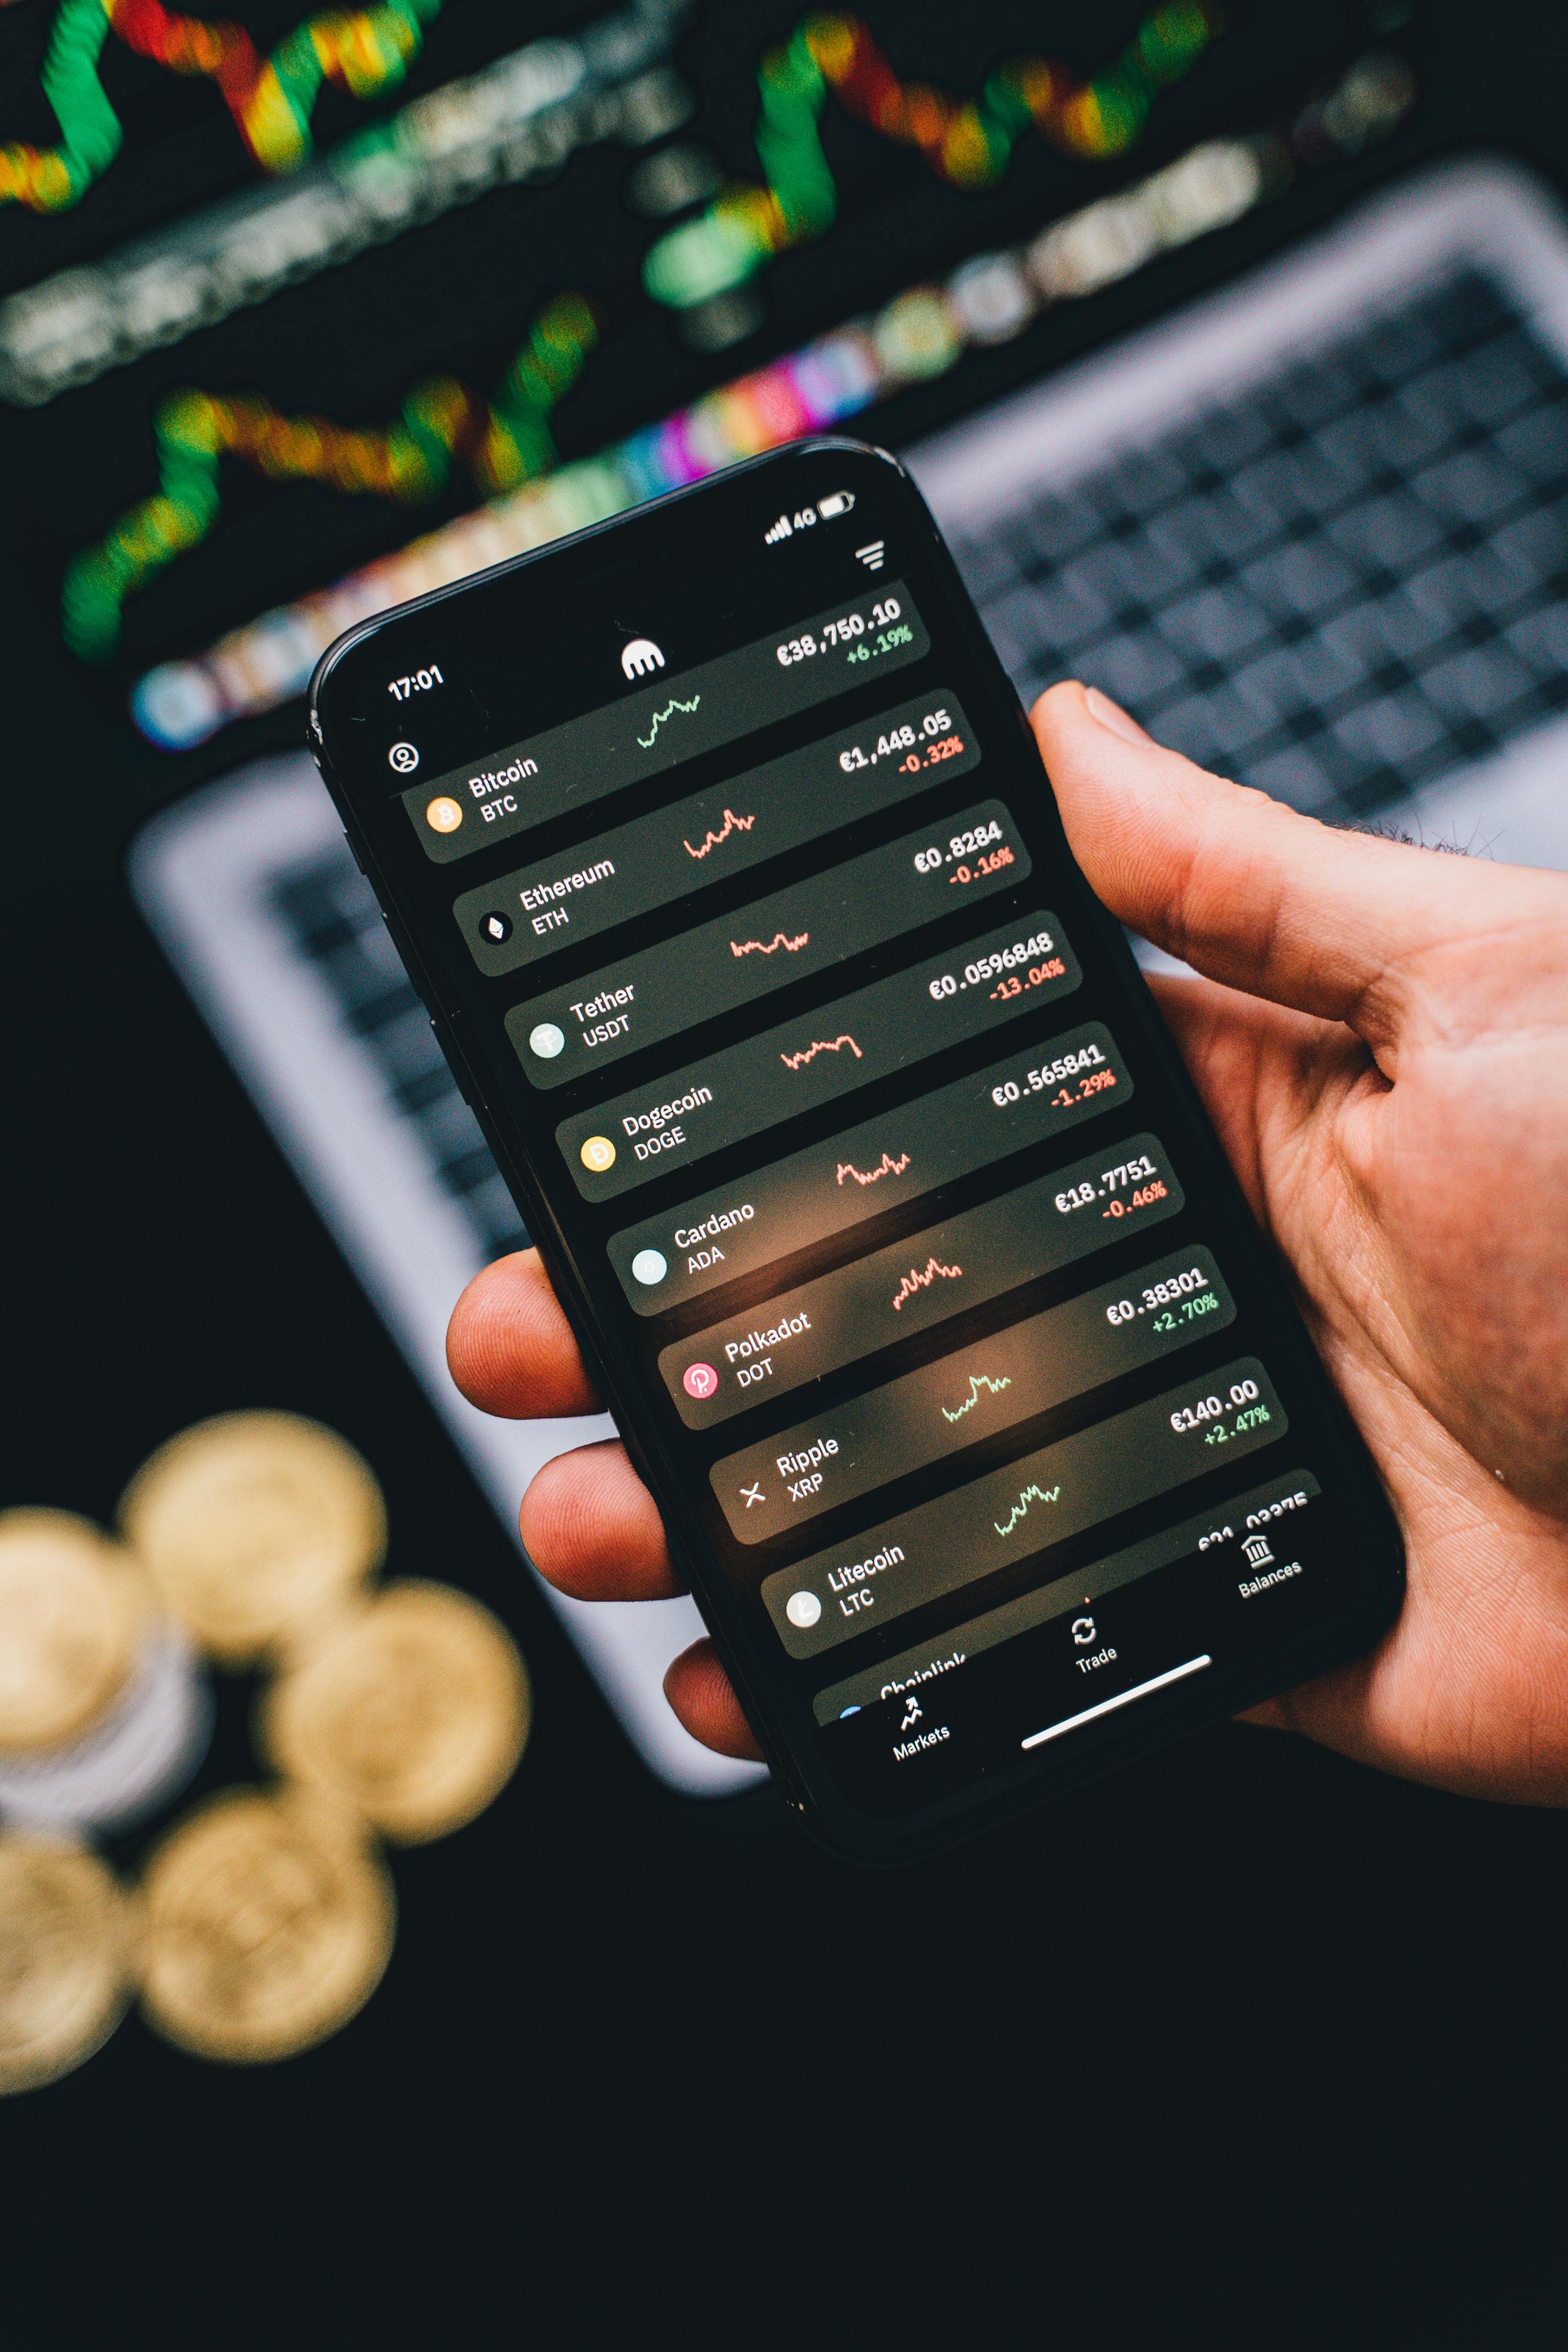 17:01
4G
Bitcoin
BTC
€38,750.10
+6.19%
Ethereum
ETH
€1,448.05
-0.32%
Tether
USDT
€0.8284
-0.16%
Dogecoin
DOGE
€0.0596848
-13.04%
Cardano
ADA
€0.565841
-1.29%
Polkadot
DOT
€18.7751
-0.46%
Ripple
XRP
€0.38301
+2.70%
Litecoin
LTC
€140.00
+2.47%
Chainlink
Markets
Trade
Balances